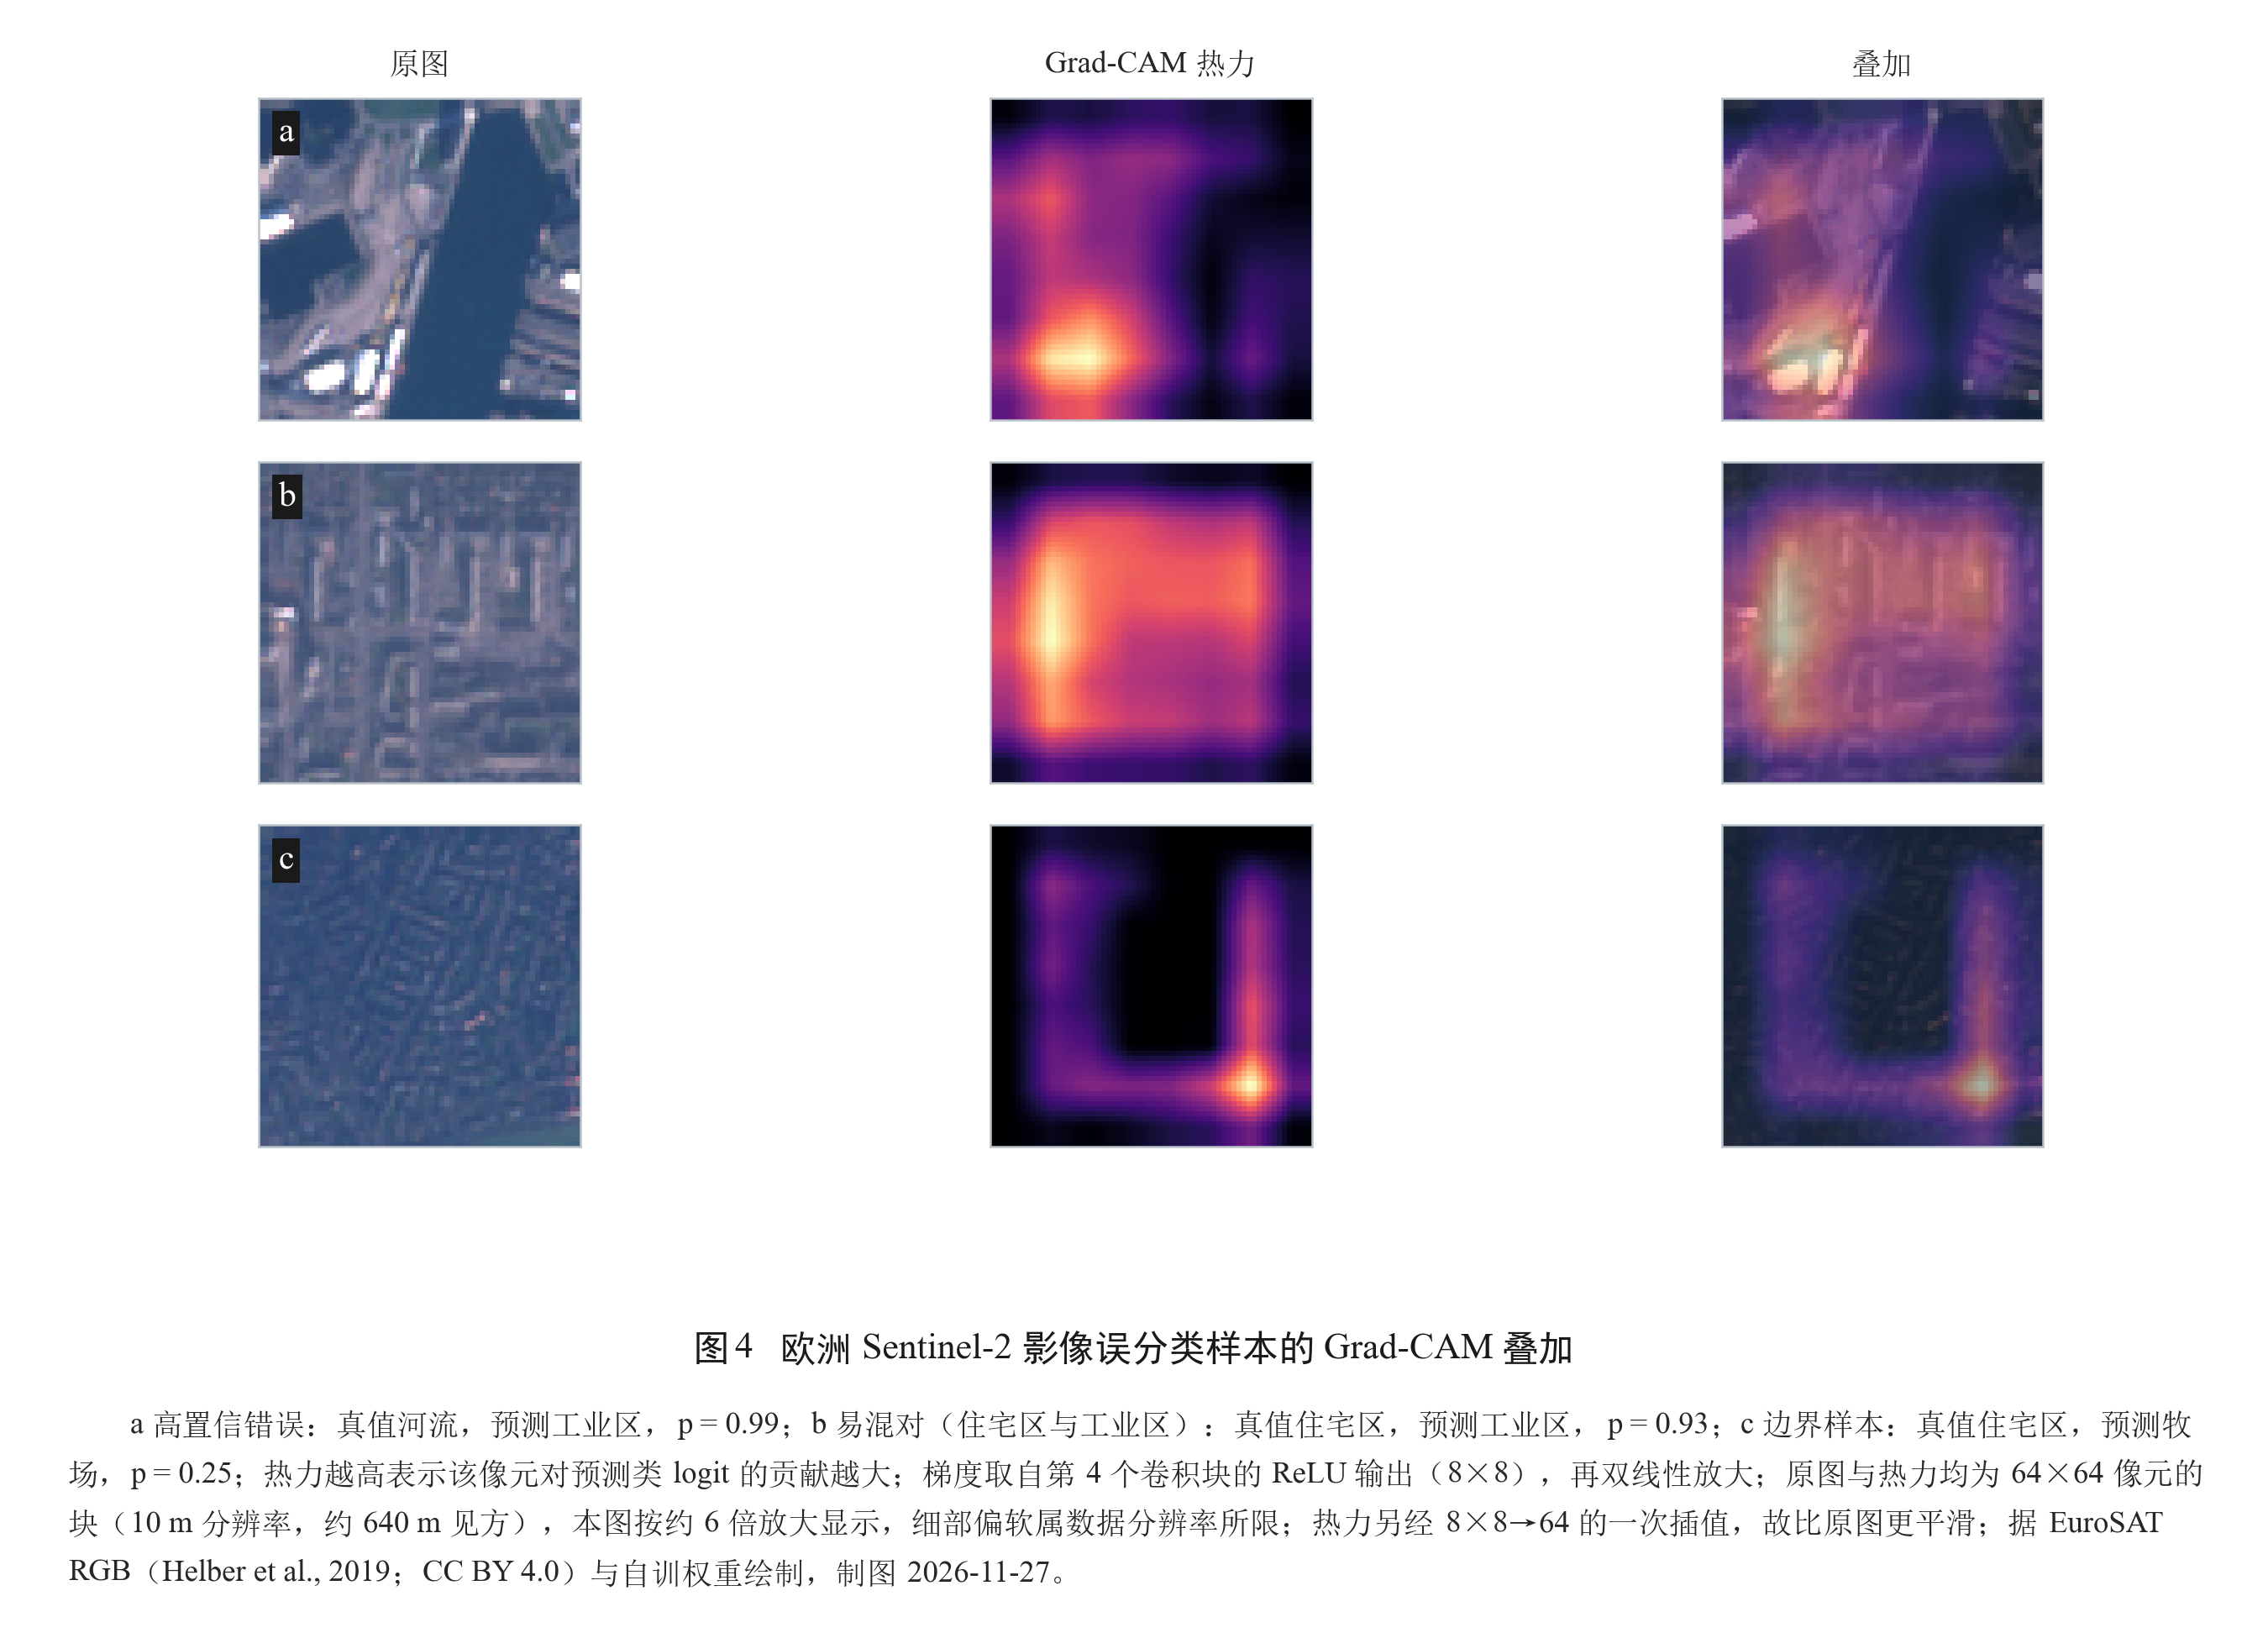 原图
Grad-CAM 热力
叠加
a
b
c
图4 欧洲 Sentinel-2 影像误分类样本的 Grad-CAM 叠加
a 高置信错误：真值河流，预测工业区，p = 0.99；b 易混对（住宅区与工业区）：真值住宅区，预测工业区，p = 0.93；c 边界样本：真值住宅区，预测牧
场，p = 0.25；热力越高表示该像元对预测类 logit 的贡献越大；梯度取自第 4 个卷积块的 ReLU 输出（8×8），再双线性放大；原图与热力均为 64×64 像元的
块（10 m 分辨率，约 640 m 见方），本图按约 6 倍放大显示，细部偏软属数据分辨率所限；热力另经 8×8→64 的一次插值，故比原图更平滑；据 EuroSAT
RGB（Helber et al., 2019；CC BY 4.0）与自训权重绘制，制图 2026-11-27。